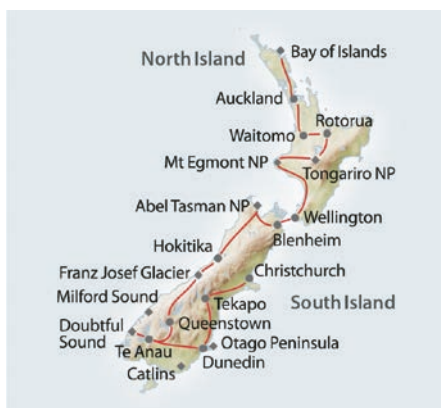 Bay of Islands
North Island
Auckland
Rotorua
Waitomo
Mt Egmont NP
Tongariro NP
Abel Tasman NP
Wellington
Blenheim
Hokitika
Christchurch
Franz Josef Glacier
Milford Sound
Tekapo
South Island
Doubtful
Sound
Queenstown
Otago Peninsula
Te Anau
Dunedin
Catlins